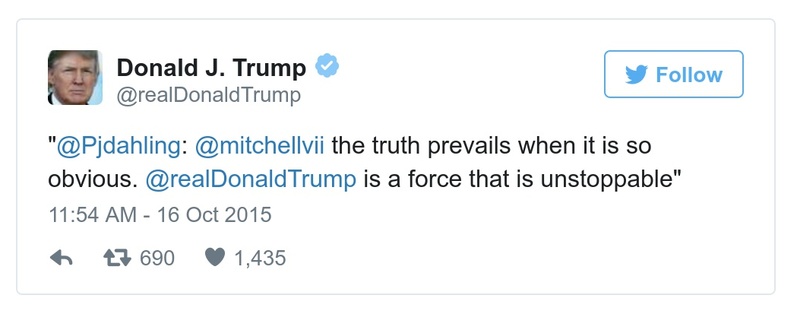 Donald J. Trump
@realDonaldTrump
Follow
"@Pjdahling: @mitchellvii the truth prevails when it is so
obvious. @realDonaldTrump is a force that is unstoppable"
11:54 AM - 16 Oct 2015
690 1,435